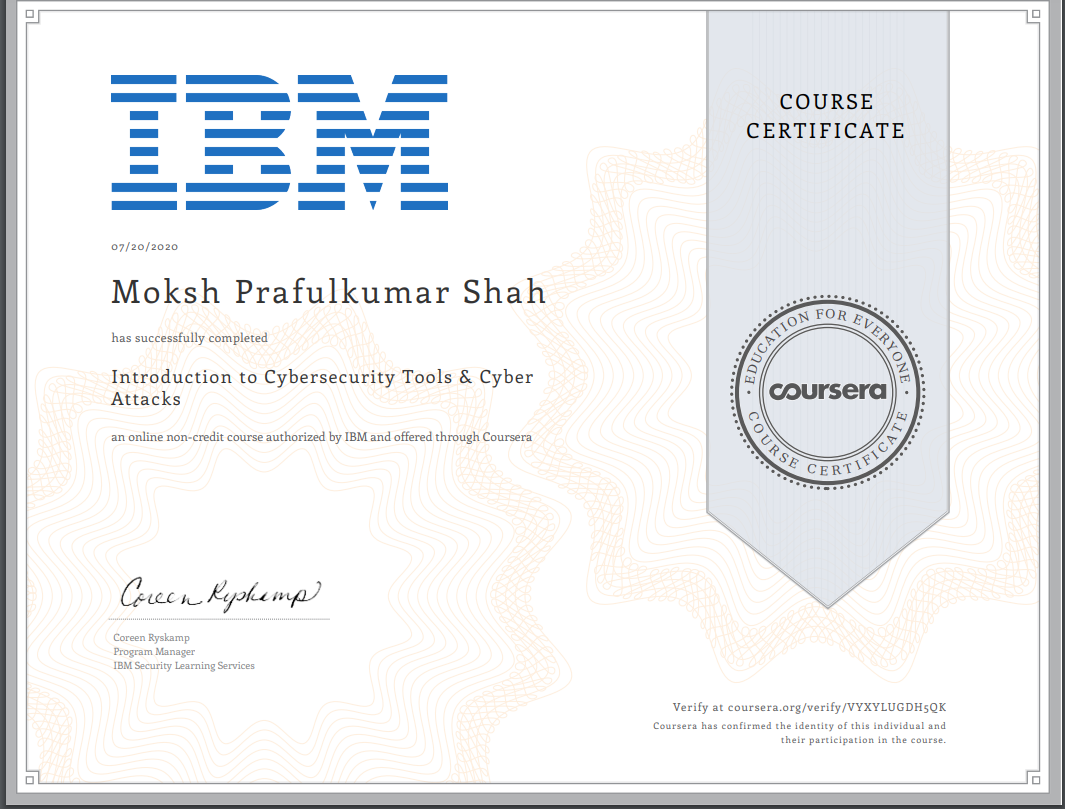 IBM
COURSE
CERTIFICATE
07/20/2020
Moksh Prafulkumar Shah
has successfully completed
Introduction to Cybersecurity Tools & Cyber
Attacks
an online non-credit course authorized by IBM and offered through Coursera
EDUCATION FOR EVERYONE
coursera
COURSE CERTIFICATE
Coreen Ryskamp
Coreen Ryskamp
Program Manager
IBM Security Learning Services
Verify at coursera.org/verify/VYXYLUGDH5QK
Coursera has confirmed the identity of this individual and
their participation in the course.